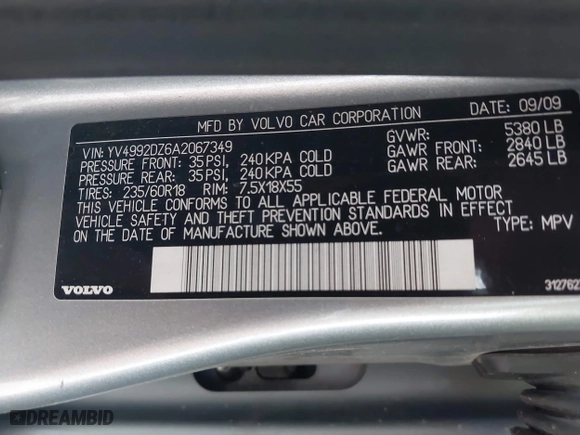 MFD BY VOLVO CAR CORPORATION DATE: 09/09
VIN: YV4992DZ6A2067349 GVWR: 5380 LB
PRESSURE FRONT: 35 PSI, 240 KPA COLD GAWR FRONT: 2840 LB
PRESSURE REAR: 35 PSI, 240 KPA COLD GAWR REAR: 2645 LB
TIRES: 235/60R18 RIM: 7.5X18X55
THIS VEHICLE CONFORMS TO ALL APPLICABLE FEDERAL MOTOR
VEHICLE SAFETY AND THEFT PREVENTION STANDARDS IN EFFECT
ON THE DATE OF MANUFACTURE SHOWN ABOVE. TYPE: MPV
VOLVO
DREAMBID